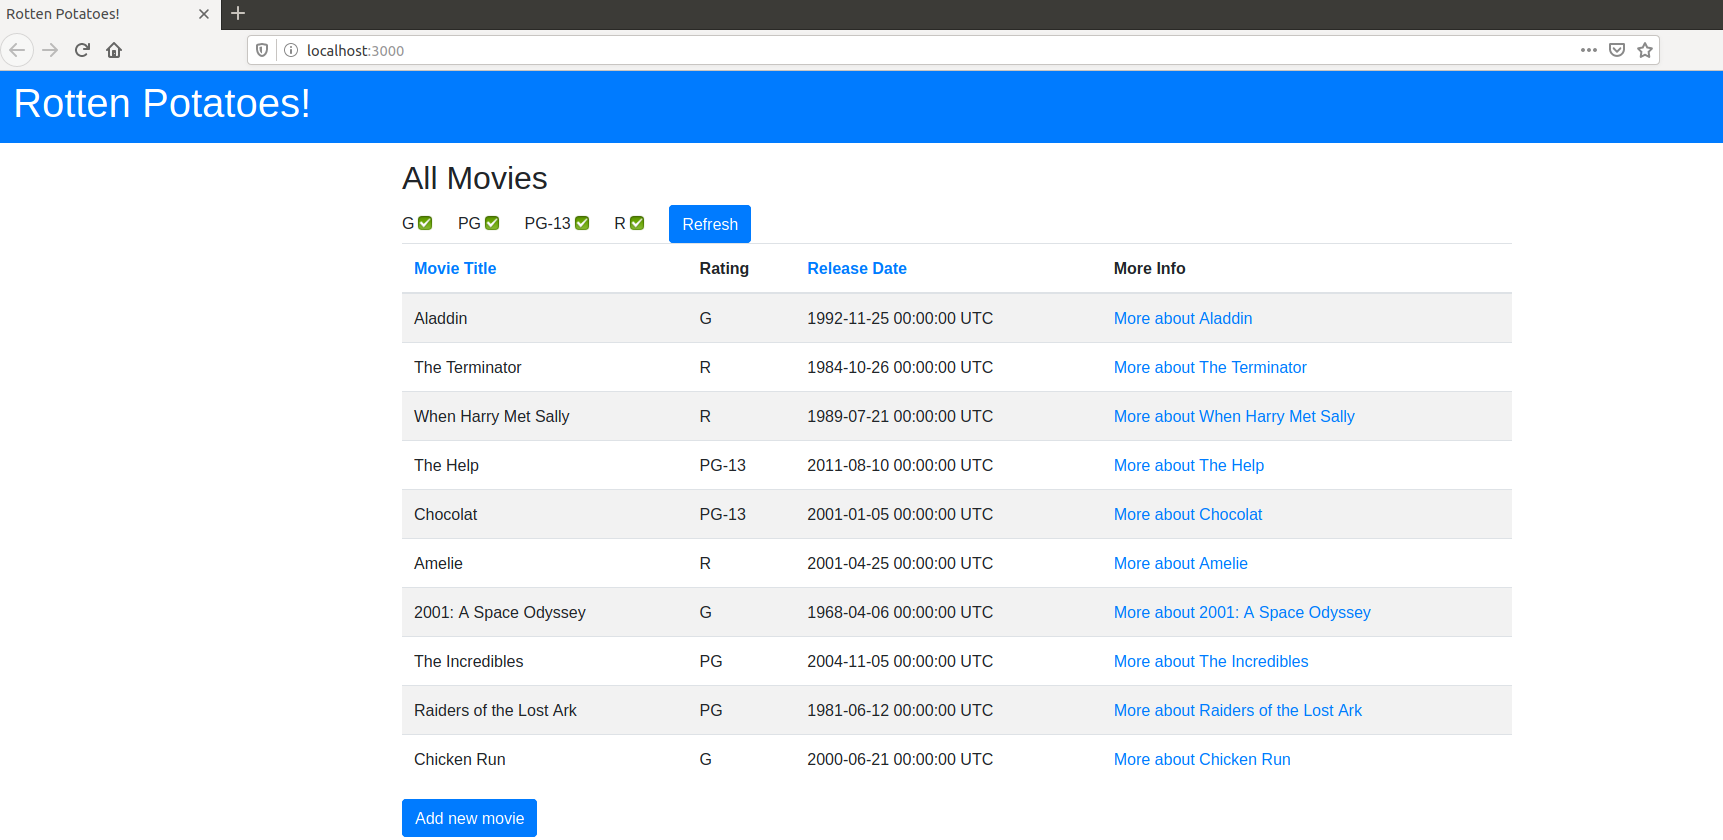 Rotten Potatoes!
localhost:3000
Rotten Potatoes!
All Movies
G PG PG-13 R Refresh
Movie Title Rating Release Date More Info
Aladdin G 1992-11-25 00:00:00 UTC More about Aladdin
The Terminator R 1984-10-26 00:00:00 UTC More about The Terminator
When Harry Met Sally R 1989-07-21 00:00:00 UTC More about When Harry Met Sally
The Help PG-13 2011-08-10 00:00:00 UTC More about The Help
Chocolat PG-13 2001-01-05 00:00:00 UTC More about Chocolat
Amelie R 2001-04-25 00:00:00 UTC More about Amelie
2001: A Space Odyssey G 1968-04-06 00:00:00 UTC More about 2001: A Space Odyssey
The Incredibles PG 2004-11-05 00:00:00 UTC More about The Incredibles
Raiders of the Lost Ark PG 1981-06-12 00:00:00 UTC More about Raiders of the Lost Ark
Chicken Run G 2000-06-21 00:00:00 UTC More about Chicken Run
Add new movie